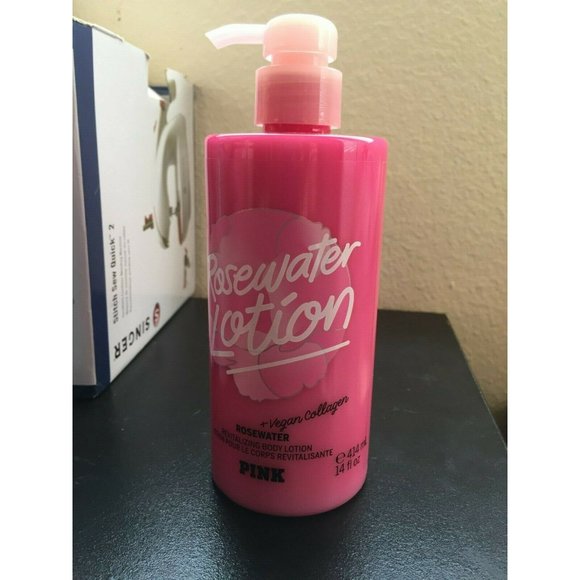 Rosewater
Lotion
+ Vegan Collagen
ROSEWATER
REVITALIZING BODY LOTION
POUR LE CORPS REVITALISANTE
PINK
℮ 414 mL
14 fl oz
SINGER
Stitch Sew Quick™ 2